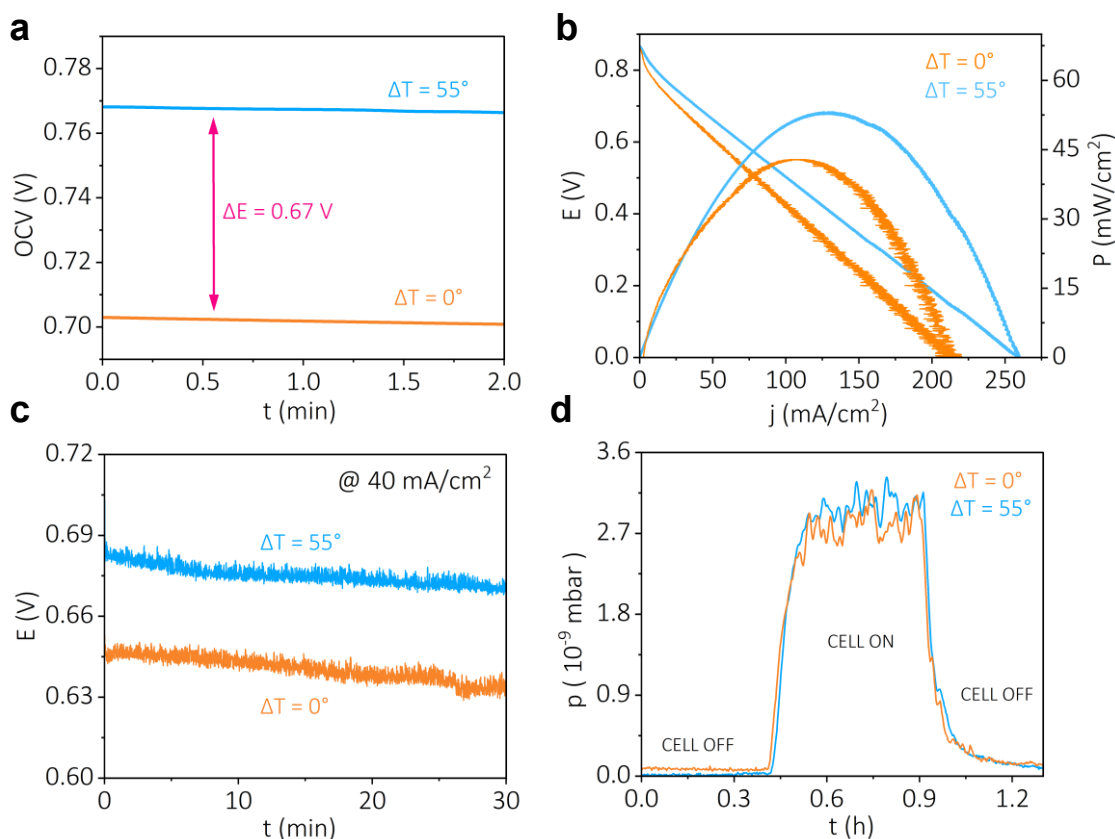 a
0.78
0.76
0.74
0.72
0.70
OCV (V)
ΔT = 55°
ΔE = 0.67 V
ΔT = 0°
0.0 0.5 1.0 1.5 2.0
t (min)
b
0.8
0.6
0.4
0.2
0.0
E (V)
ΔT = 0°
ΔT = 55°
60
45
30
15
0
P (mW/cm²)
0 50 100 150 200 250
j (mA/cm²)
c
0.72
0.69
0.66
0.63
0.60
E (V)
@ 40 mA/cm²
ΔT = 55°
ΔT = 0°
0 10 20 30
t (min)
d
3.6
2.7
1.8
0.9
0.0
p (10⁻⁹ mbar)
ΔT = 0°
ΔT = 55°
CELL ON
CELL OFF
CELL OFF
0.0 0.3 0.6 0.9 1.2
t (h)